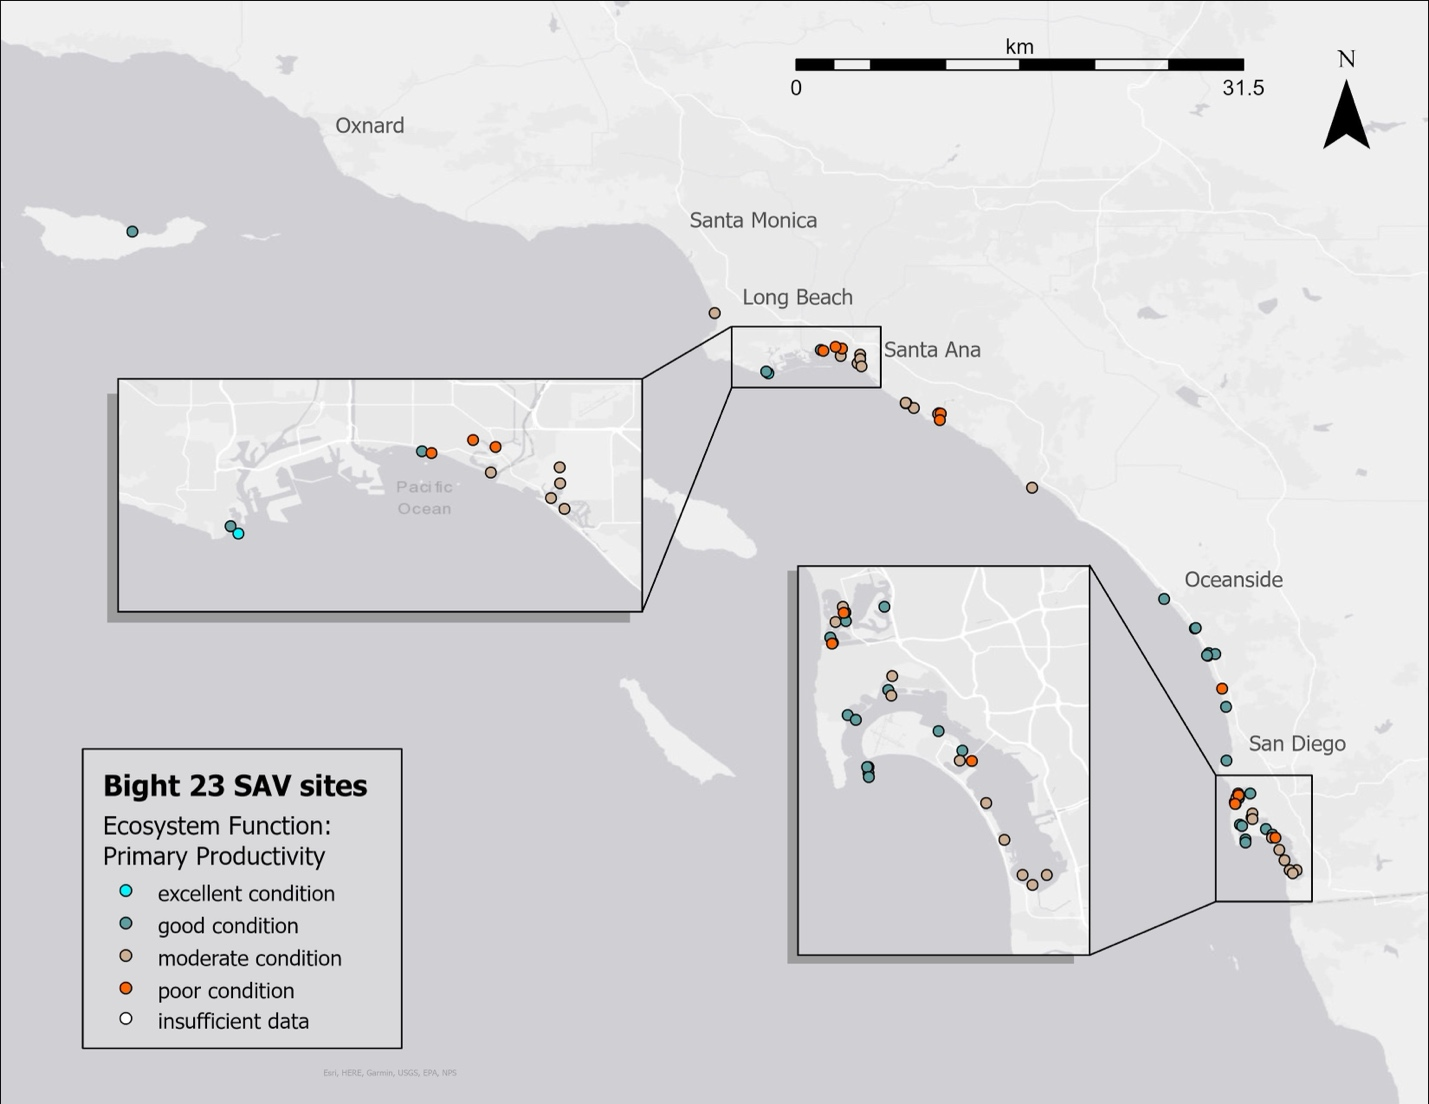 km
0
31.5
N
Oxnard
Santa Monica
Long Beach
Santa Ana
Pacific
Ocean
Oceanside
San Diego
Bight 23 SAV sites
Ecosystem Function:
Primary Productivity
excellent condition
good condition
moderate condition
poor condition
insufficient data
Esri, HERE, Garmin, USGS, EPA, NPS